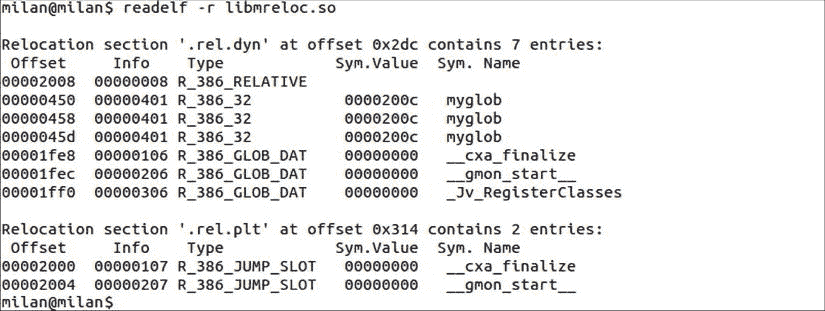 milan@milan$ readelf -r libmreloc.so
Relocation section '.rel.dyn' at offset 0x2dc contains 7 entries:
Offset Info Type Sym.Value Sym. Name
00002008 00000008 R_386_RELATIVE
00000450 00000401 R_386_32 0000200c myglob
00000458 00000401 R_386_32 0000200c myglob
0000045d 00000401 R_386_32 0000200c myglob
00001fe8 00000106 R_386_GLOB_DAT 00000000 __cxa_finalize
00001fec 00000206 R_386_GLOB_DAT 00000000 __gmon_start__
00001ff0 00000306 R_386_GLOB_DAT 00000000 _Jv_RegisterClasses
Relocation section '.rel.plt' at offset 0x314 contains 2 entries:
Offset Info Type Sym.Value Sym. Name
00002000 00000107 R_386_JUMP_SLOT 00000000 __cxa_finalize
00002004 00000207 R_386_JUMP_SLOT 00000000 __gmon_start__
milan@milan$